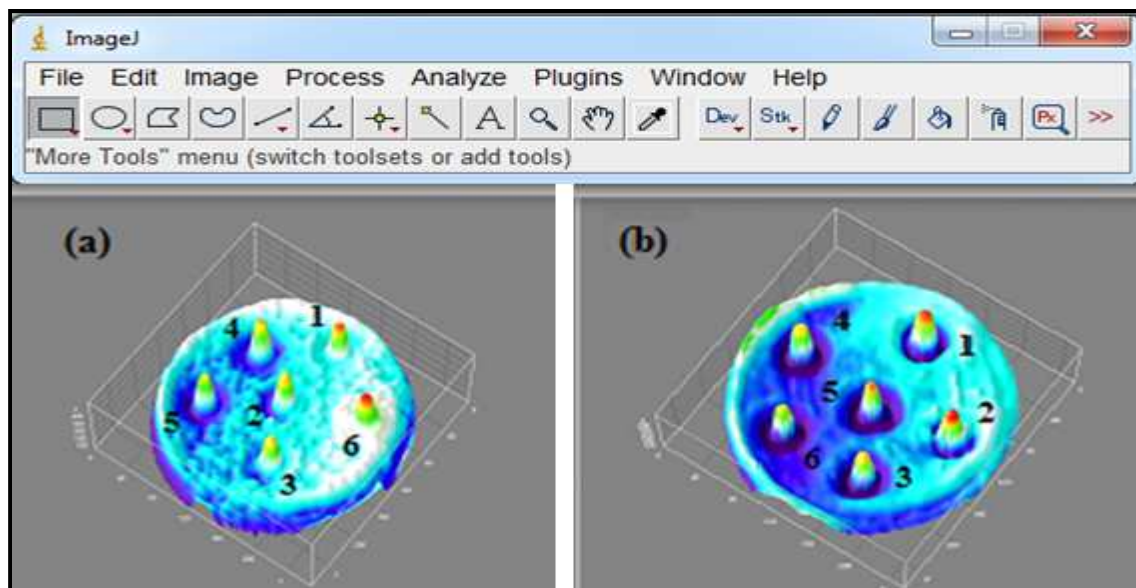 ImageJ
File Edit Image Process Analyze Plugins Window Help
Dev Stk Px >>
"More Tools" menu (switch toolsets or add tools)
(a) (b)
4 1
5 2 6
3
4 1
5 2
6 3